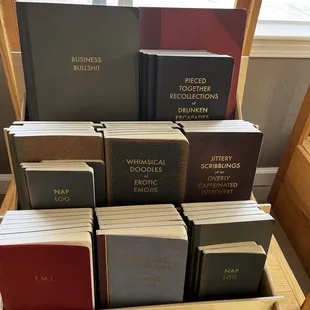 BUSINESS
BULLSHIT
PIECED
TOGETHER
RECOLLECTIONS
of
DRUNKEN
ESCAPADES
WHIMSICAL
DOODLES
of
EROTIC
EMOJIS
JITTERY
SCRIBBLINGS
of an
OVERLY
CAFFEINATED
INTROVERT
NAP
LOG
T.M.I.
NAP
LOG